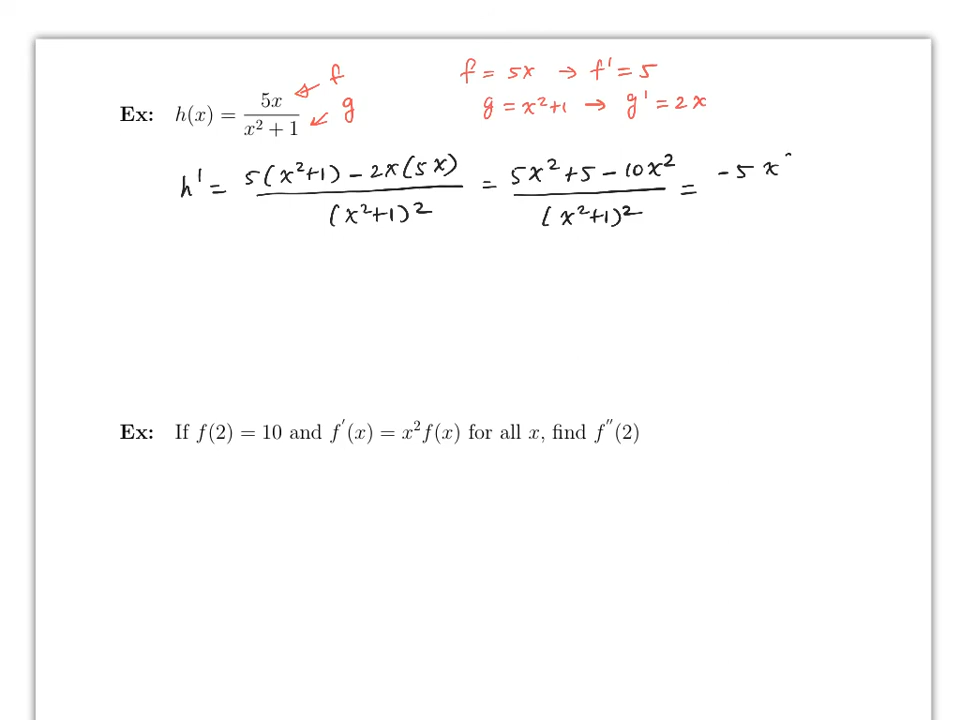 f   f = 5x → f' = 5
Ex: h(x) = 5x / (x² + 1)   g   g = x²+1 → g' = 2x
h' = (5(x²+1) - 2x(5x)) / (x²+1)² = (5x²+5-10x²) / (x²+1)² = -5x
Ex: If f(2) = 10 and f'(x) = x²f(x) for all x, find f''(2)